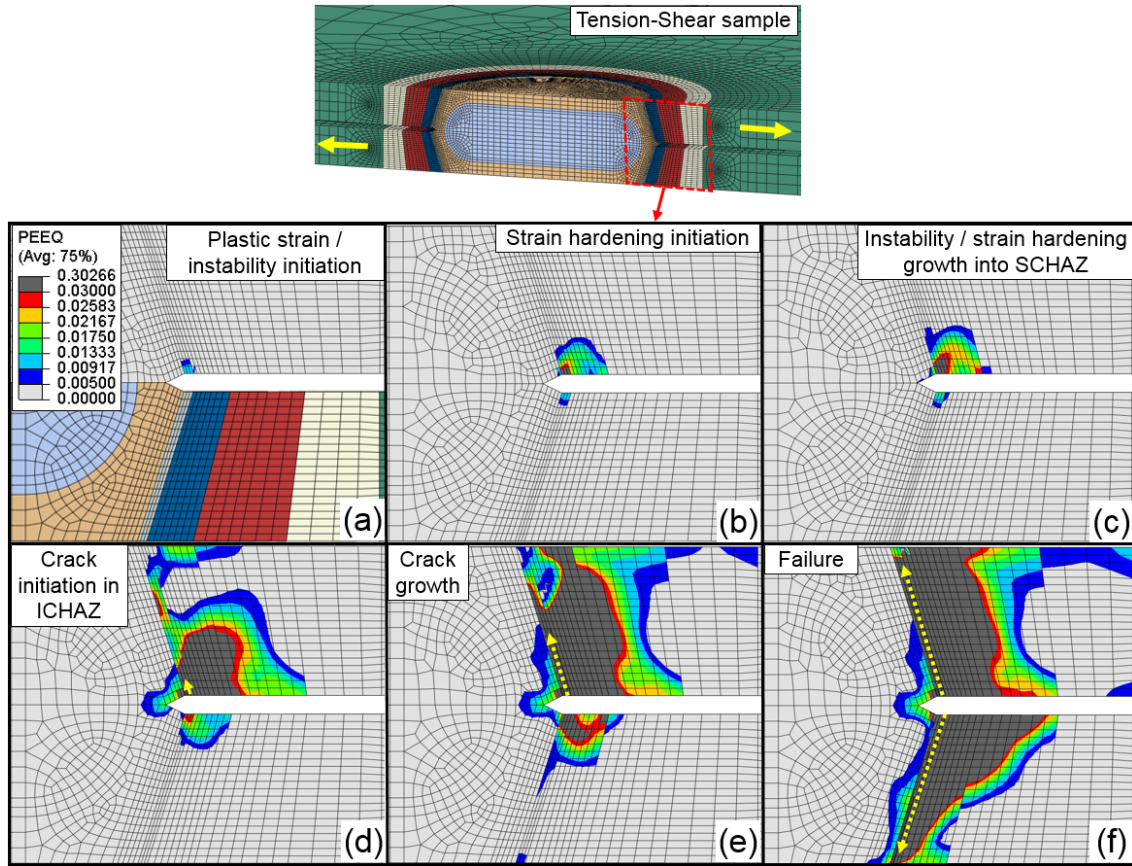 Tension-Shear sample
PEEQ
(Avg: 75%)
0.30266
0.03000
0.02583
0.02167
0.01750
0.01333
0.00917
0.00500
0.00000
Plastic strain /
instability initiation
(a)
Strain hardening initiation
(b)
Instability / strain hardening
growth into SCHAZ
(c)
Crack
initiation in
ICHAZ
(d)
Crack
growth
(e)
Failure
(f)